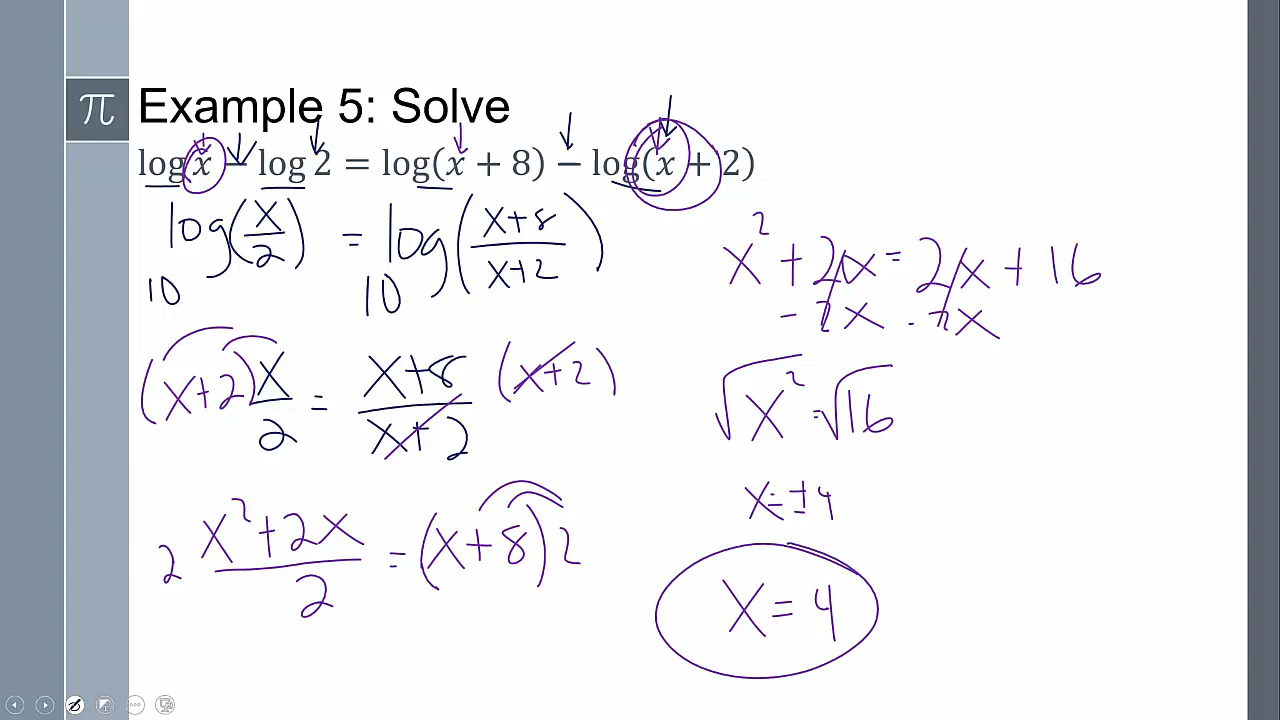 π Example 5: Solve
log x − log 2 = log(x + 8) − log(x + 2)
log(x/2) = log((x+8)/(x+2))
10 10
(x+2) x/2 = (x+8)/(x+2) (x+2)
2 (x²+2x)/2 = (x+8)2
x² + 2x = 2x + 16
- 2x - 2x
√x² = √16
x = ±4
x = 4